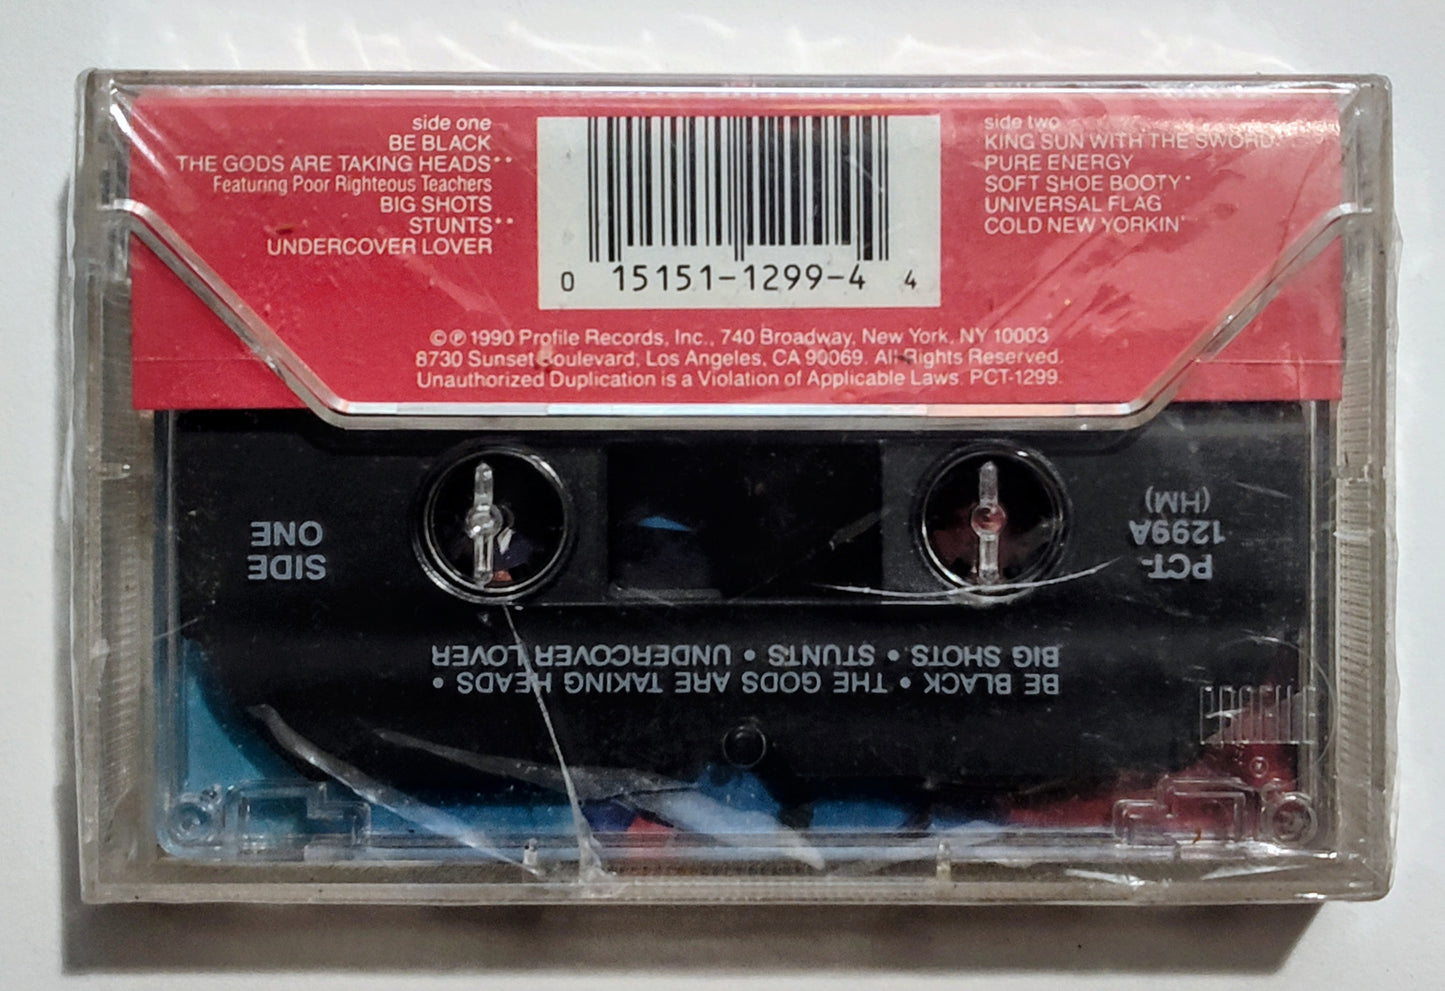 side one
BE BLACK
THE GODS ARE TAKING HEADS**
Featuring Poor Righteous Teachers
BIG SHOTS
STUNTS**
UNDERCOVER LOVER
0 15151-1299-4 4
side two
KING SUN WITH THE SWORD*
PURE ENERGY
SOFT SHOE BOOTY*
UNIVERSAL FLAG
COLD NEW YORKIN*
©℗ 1990 Profile Records, Inc., 740 Broadway, New York, NY 10003
8730 Sunset Boulevard, Los Angeles, CA 90069. All Rights Reserved.
Unauthorized Duplication is a Violation of Applicable Laws. PCT-1299.
SIDE
ONE
PCT-
1299A
(HM)
BE BLACK • THE GODS ARE TAKING HEADS •
BIG SHOTS • STUNTS • UNDERCOVER LOVER
PROFILE